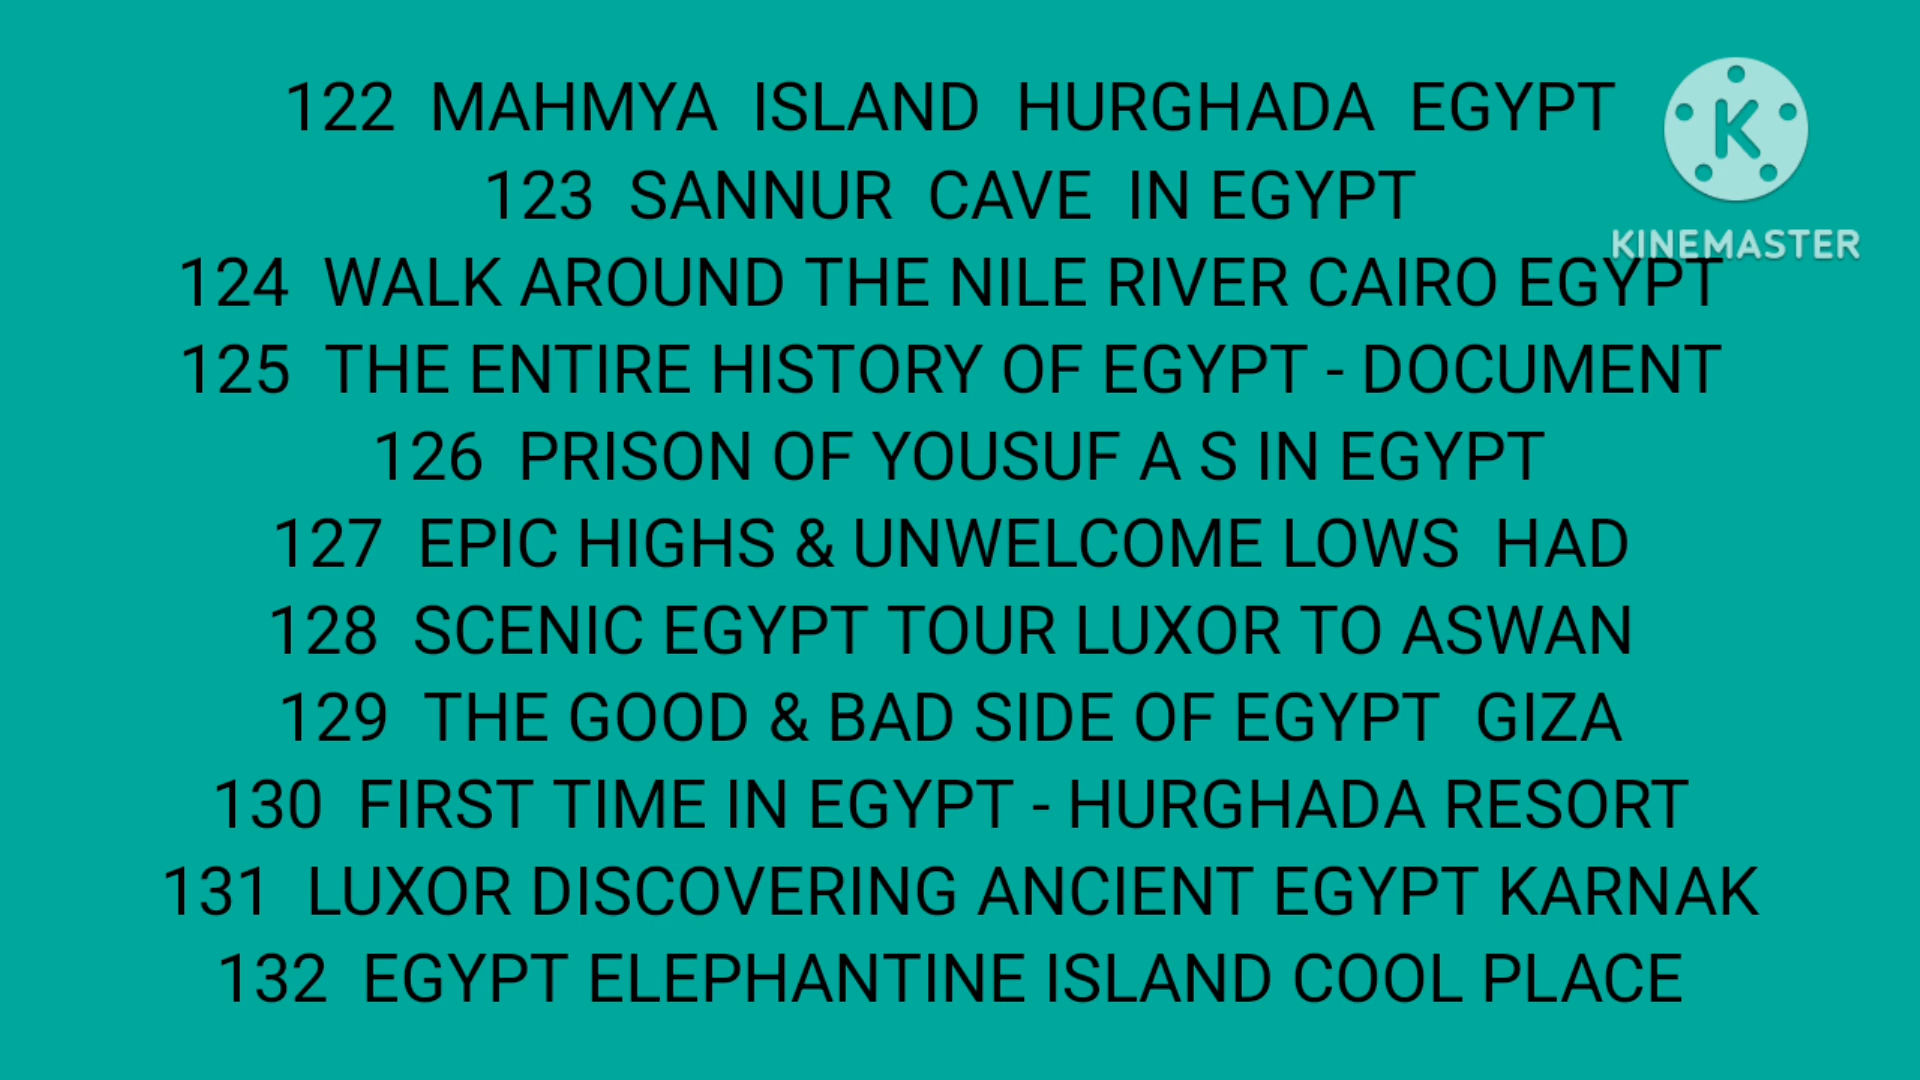 122 MAHMYA ISLAND HURGHADA EGYPT
123 SANNUR CAVE IN EGYPT
KINEMASTER
124 WALK AROUND THE NILE RIVER CAIRO EGYPT
125 THE ENTIRE HISTORY OF EGYPT - DOCUMENT
126 PRISON OF YOUSUF A S IN EGYPT
127 EPIC HIGHS & UNWELCOME LOWS HAD
128 SCENIC EGYPT TOUR LUXOR TO ASWAN
129 THE GOOD & BAD SIDE OF EGYPT GIZA
130 FIRST TIME IN EGYPT - HURGHADA RESORT
131 LUXOR DISCOVERING ANCIENT EGYPT KARNAK
132 EGYPT ELEPHANTINE ISLAND COOL PLACE